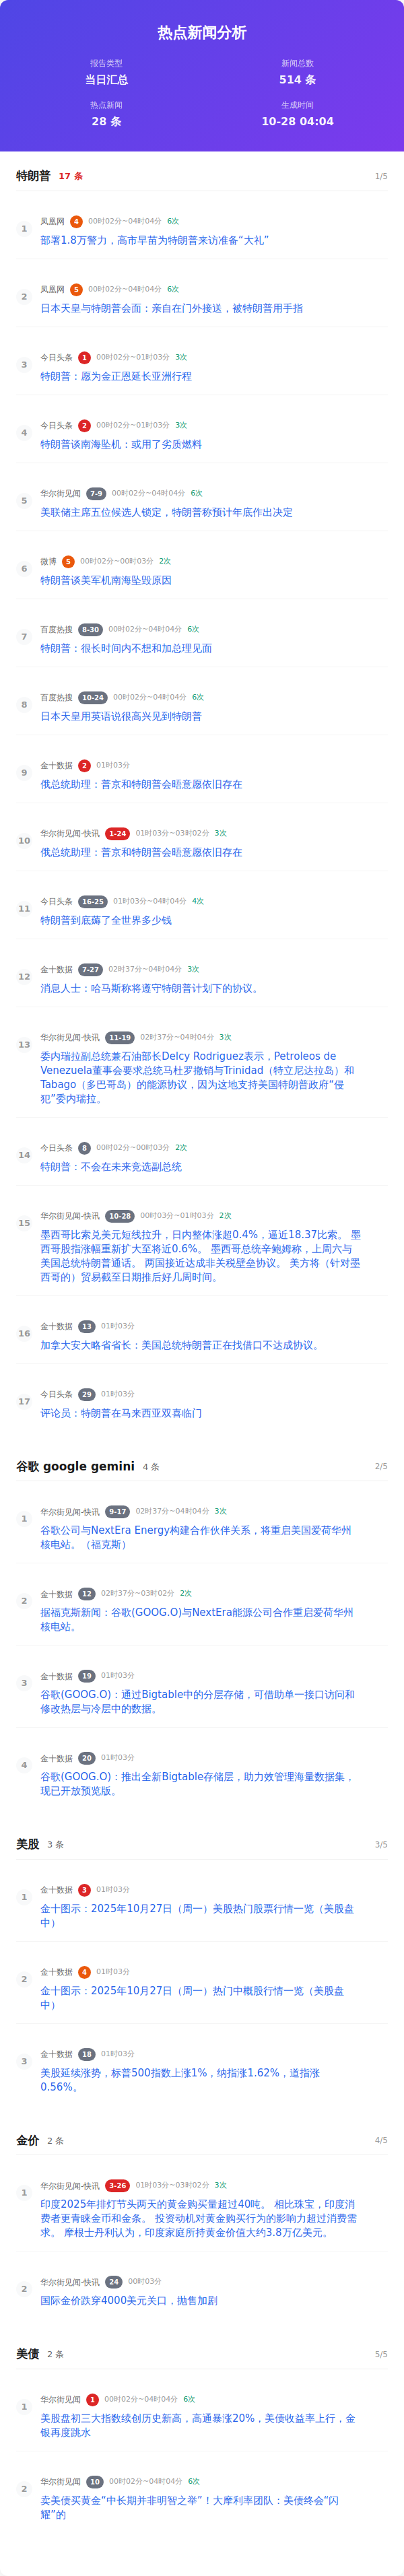 热点新闻分析
报告类型
当日汇总
新闻总数
514 条
热点新闻
28 条
生成时间
10-28 04:04
特朗普 17 条 1/5
1
凤凰网 4 00时02分~04时04分 6次
部署1.8万警力，高市早苗为特朗普来访准备“大礼”
2
凤凰网 5 00时02分~04时04分 6次
日本天皇与特朗普会面：亲自在门外接送，被特朗普用手指
3
今日头条 1 00时02分~01时03分 3次
特朗普：愿为金正恩延长亚洲行程
4
今日头条 2 00时02分~01时03分 3次
特朗普谈南海坠机：或用了劣质燃料
5
华尔街见闻 7-9 00时02分~04时04分 6次
美联储主席五位候选人锁定，特朗普称预计年底作出决定
6
微博 5 00时02分~00时03分 2次
特朗普谈美军机南海坠毁原因
7
百度热搜 8-30 00时02分~04时04分 6次
特朗普：很长时间内不想和加总理见面
8
百度热搜 10-24 00时02分~04时04分 6次
日本天皇用英语说很高兴见到特朗普
9
金十数据 2 01时03分
俄总统助理：普京和特朗普会晤意愿依旧存在
10
华尔街见闻-快讯 1-24 01时03分~03时02分 3次
俄总统助理：普京和特朗普会晤意愿依旧存在
11
今日头条 16-25 01时03分~04时04分 4次
特朗普到底薅了全世界多少钱
12
金十数据 7-27 02时37分~04时04分 3次
消息人士：哈马斯称将遵守特朗普计划下的协议。
13
华尔街见闻-快讯 11-19 02时37分~04时04分 3次
委内瑞拉副总统兼石油部长Delcy Rodriguez表示，Petroleos de
Venezuela董事会要求总统马杜罗撤销与Trinidad（特立尼达拉岛）和
Tabago（多巴哥岛）的能源协议，因为这地支持美国特朗普政府“侵
犯”委内瑞拉。
14
今日头条 8 00时02分~00时03分 2次
特朗普：不会在未来竞选副总统
15
华尔街见闻-快讯 10-28 00时03分~01时03分 2次
墨西哥比索兑美元短线拉升，日内整体涨超0.4%，逼近18.37比索。 墨
西哥股指涨幅重新扩大至将近0.6%。 墨西哥总统辛鲍姆称，上周六与
美国总统特朗普通话。 两国接近达成非关税壁垒协议。 美方将（针对墨
西哥的）贸易截至日期推后好几周时间。
16
金十数据 13 01时03分
加拿大安大略省省长：美国总统特朗普正在找借口不达成协议。
17
今日头条 29 01时03分
评论员：特朗普在马来西亚双喜临门
谷歌 google gemini 4 条 2/5
1
华尔街见闻-快讯 9-17 02时37分~04时04分 3次
谷歌公司与NextEra Energy构建合作伙伴关系，将重启美国爱荷华州
核电站。（福克斯）
2
金十数据 12 02时37分~03时02分 2次
据福克斯新闻：谷歌(GOOG.O)与NextEra能源公司合作重启爱荷华州
核电站。
3
金十数据 19 01时03分
谷歌(GOOG.O)：通过Bigtable中的分层存储，可借助单一接口访问和
修改热层与冷层中的数据。
4
金十数据 20 01时03分
谷歌(GOOG.O)：推出全新Bigtable存储层，助力效管理海量数据集，
现已开放预览版。
美股 3 条 3/5
1
金十数据 3 01时03分
金十图示：2025年10月27日（周一）美股热门股票行情一览（美股盘
中）
2
金十数据 4 01时03分
金十图示：2025年10月27日（周一）热门中概股行情一览（美股盘
中）
3
金十数据 18 01时03分
美股延续涨势，标普500指数上涨1%，纳指涨1.62%，道指涨
0.56%。
金价 2 条 4/5
1
华尔街见闻-快讯 3-26 01时03分~03时02分 3次
印度2025年排灯节头两天的黄金购买量超过40吨。 相比珠宝，印度消
费者更青睐金币和金条。 投资动机对黄金购买行为的影响力超过消费需
求。 摩根士丹利认为，印度家庭所持黄金价值大约3.8万亿美元。
2
华尔街见闻-快讯 24 00时03分
国际金价跌穿4000美元关口，抛售加剧
美债 2 条 5/5
1
华尔街见闻 1 00时02分~04时04分 6次
美股盘初三大指数续创历史新高，高通暴涨20%，美债收益率上行，金
银再度跳水
2
华尔街见闻 10 00时02分~04时04分 6次
卖美债买黄金“中长期并非明智之举”！大摩利率团队：美债终会“闪
耀”的